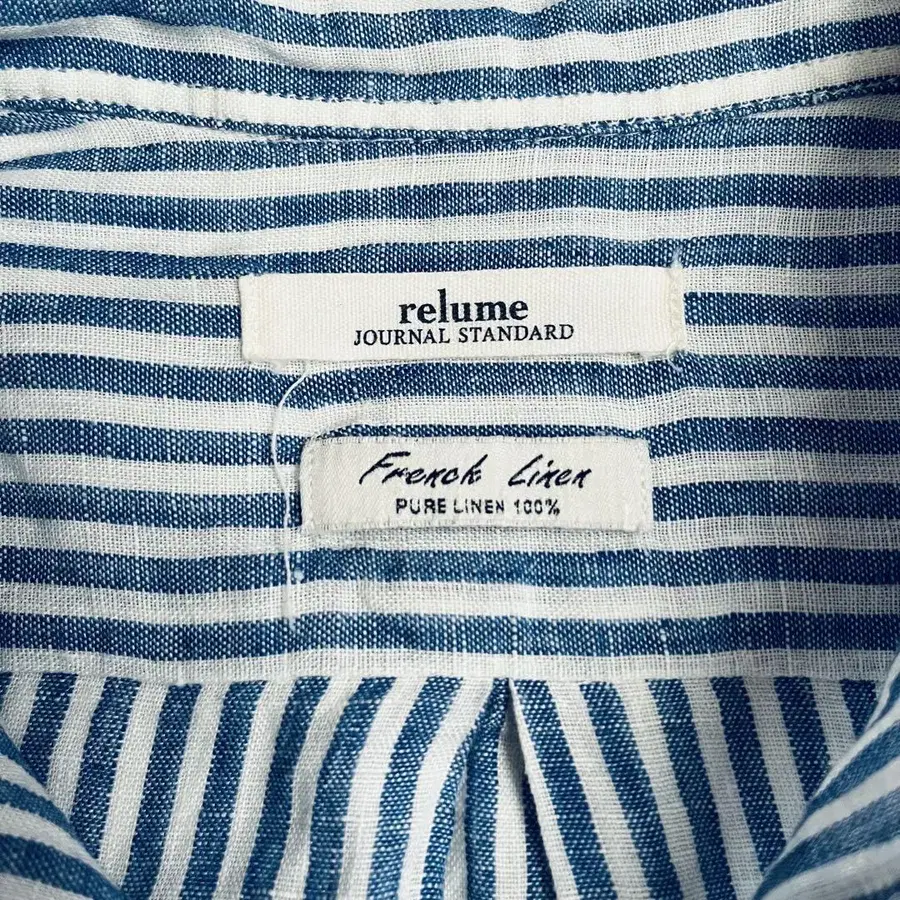 relume
JOURNAL STANDARD
French Linen
PURE LINEN 100%